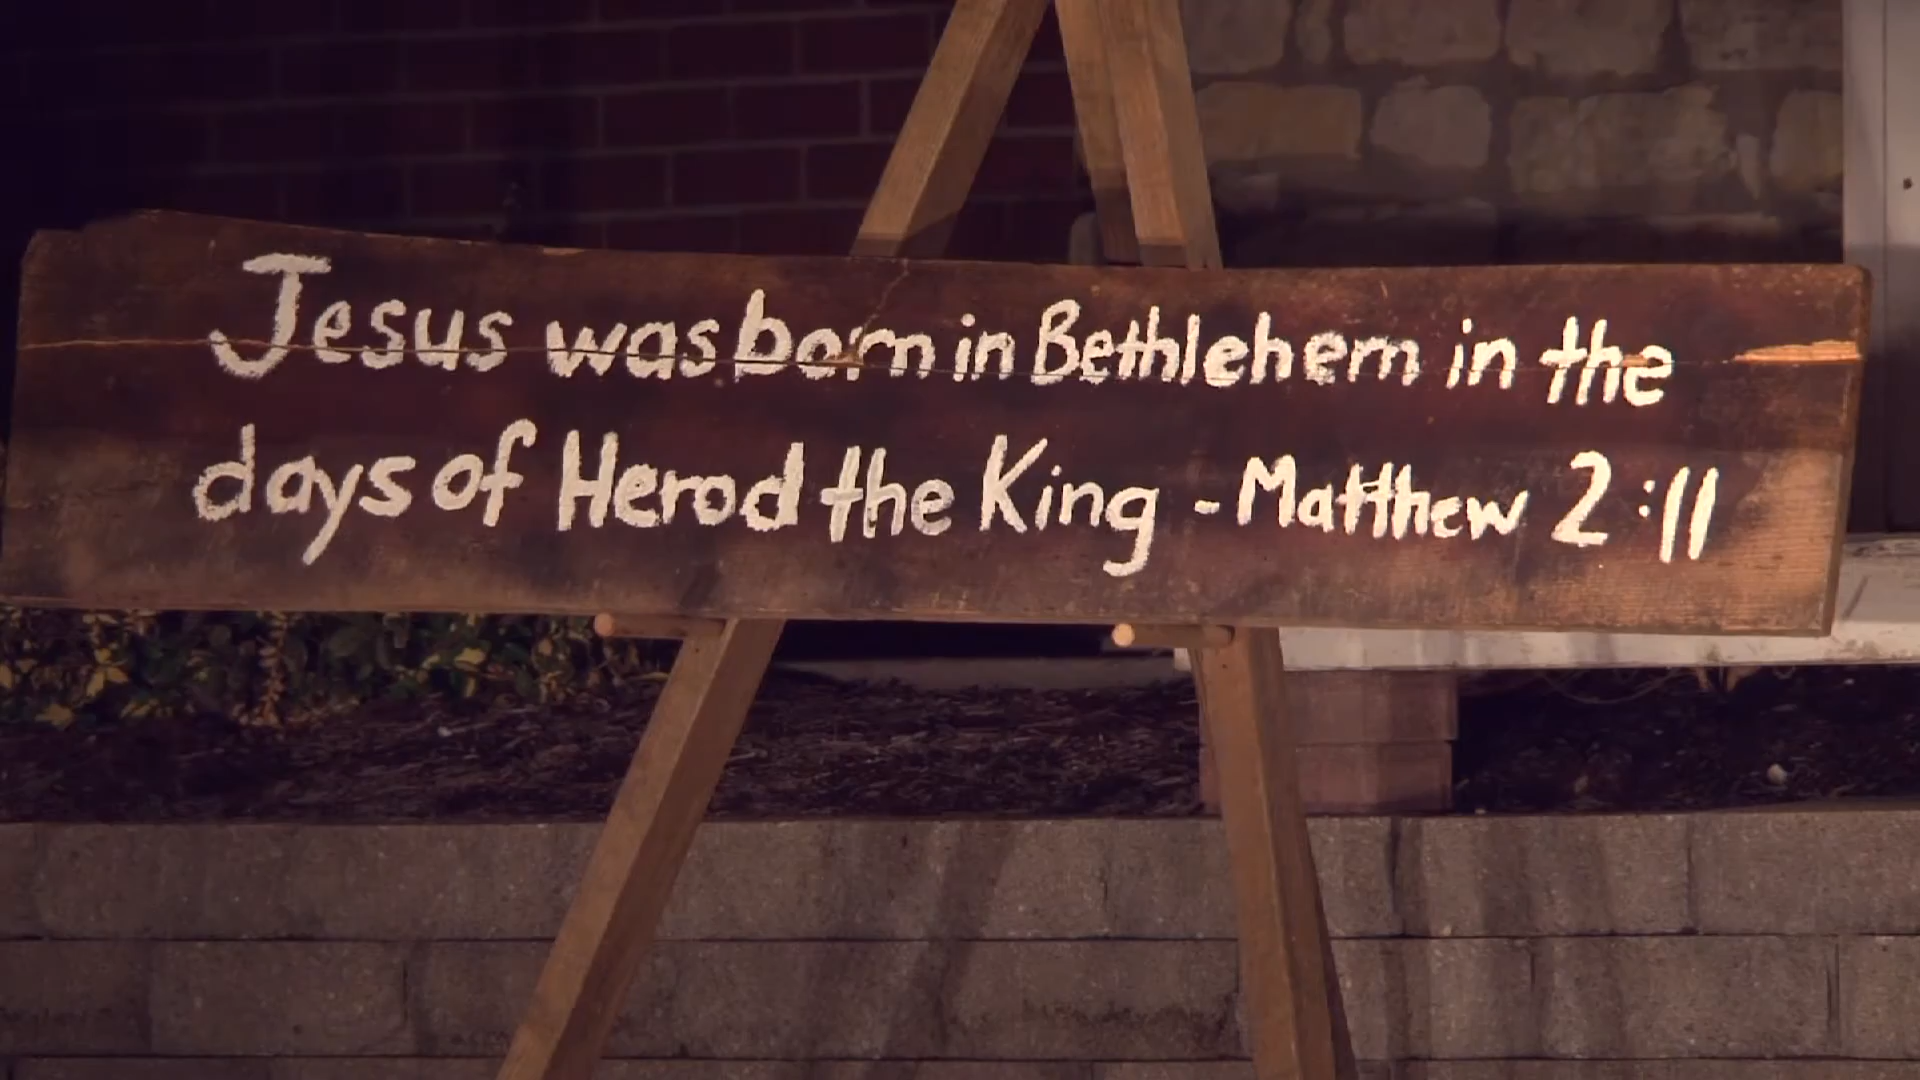 Jesus was born in Bethlehem in the
days of Herod the King - Matthew 2:11